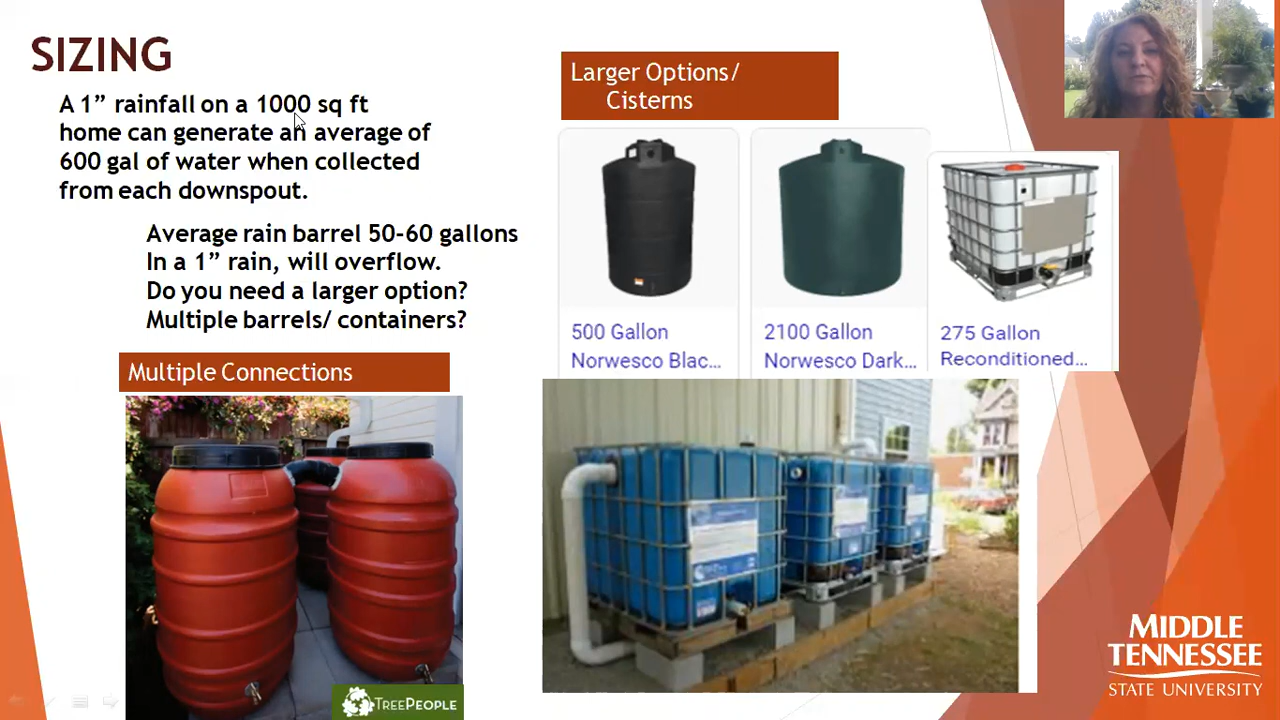 SIZING
A 1” rainfall on a 1000 sq ft
home can generate an average of
600 gal of water when collected
from each downspout.
Average rain barrel 50-60 gallons
In a 1” rain, will overflow.
Do you need a larger option?
Multiple barrels/ containers?
Multiple Connections
TREEPEOPLE
Larger Options/
Cisterns
500 Gallon
Norwesco Blac...
2100 Gallon
Norwesco Dark...
275 Gallon
Reconditioned...
MIDDLE
TENNESSEE
STATE UNIVERSITY